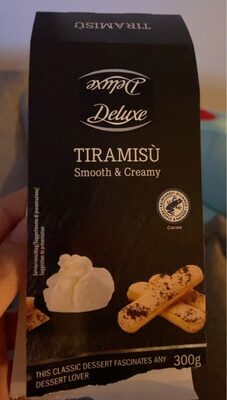 TIRAMISÙ
Deluxe
Deluxe
TIRAMISÙ
Smooth & Creamy
Cocoa
300g
THIS CLASSIC DESSERT FASCINATES ANY
DESSERT LOVER